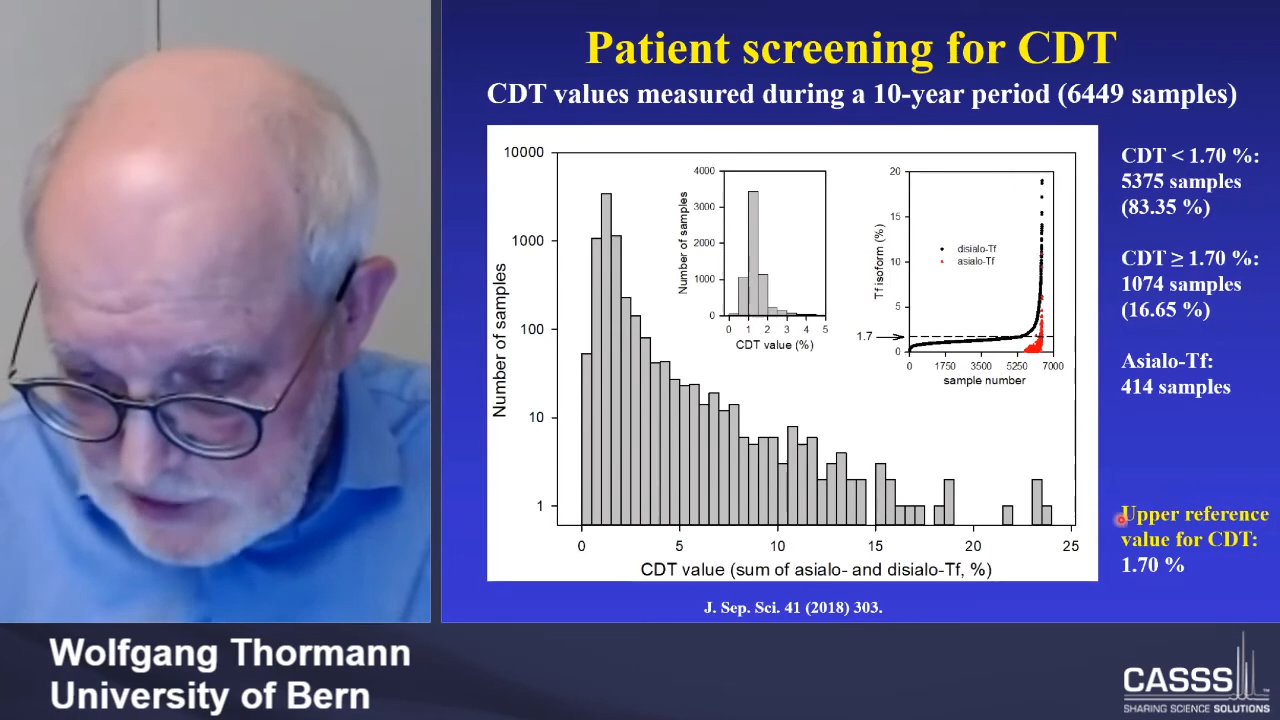 Patient screening for CDT
CDT values measured during a 10-year period (6449 samples)
10000
1000
100
10
1
Number of samples
0
5
10
15
20
25
CDT value (sum of asialo- and disialo-Tf, %)
4000
3000
2000
1000
0
Number of samples
0 1 2 3 4 5
CDT value (%)
20
15
10
5
0
Tf isoform (%)
disialo-Tf
asialo-Tf
1.7
0 1750 3500 5250 7000
sample number
CDT < 1.70 %:
5375 samples
(83.35 %)
CDT ≥ 1.70 %:
1074 samples
(16.65 %)
Asialo-Tf:
414 samples
Upper reference
value for CDT:
1.70 %
J. Sep. Sci. 41 (2018) 303.
Wolfgang Thormann
University of Bern
CASSS
SHARING SCIENCE SOLUTIONS